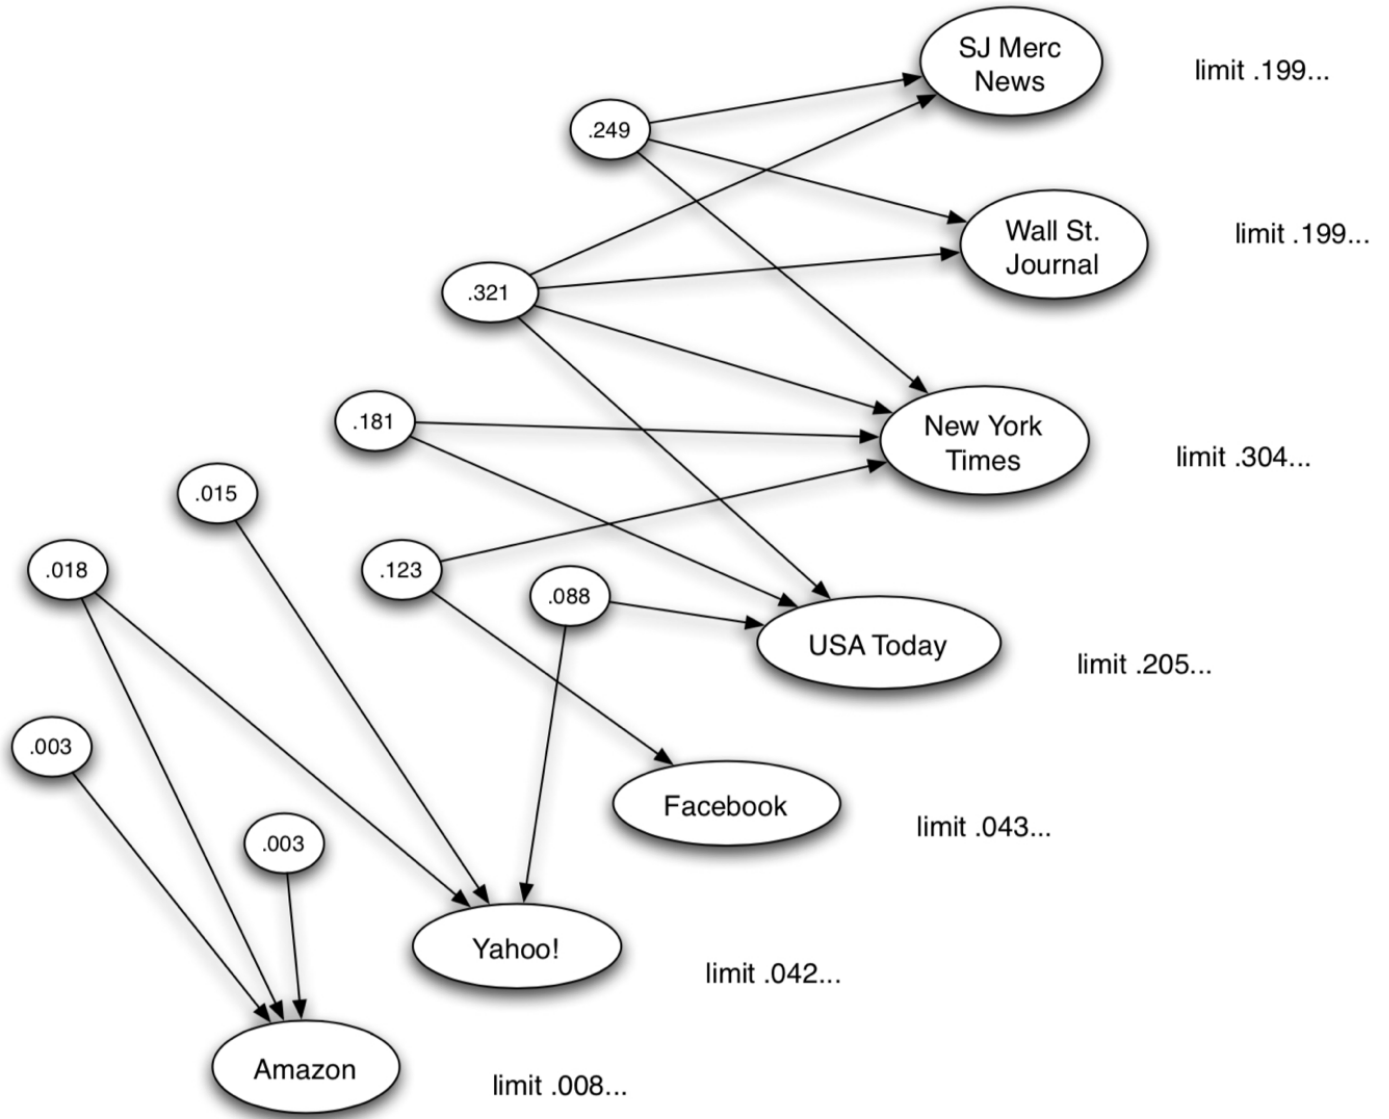 SJ Merc
News
limit .199...
.249
Wall St.
Journal
limit .199...
.321
New York
Times
limit .304...
.181
.015
.018
.123
.088
USA Today
limit .205...
.003
Facebook
limit .043...
.003
Yahoo!
limit .042...
Amazon
limit .008...